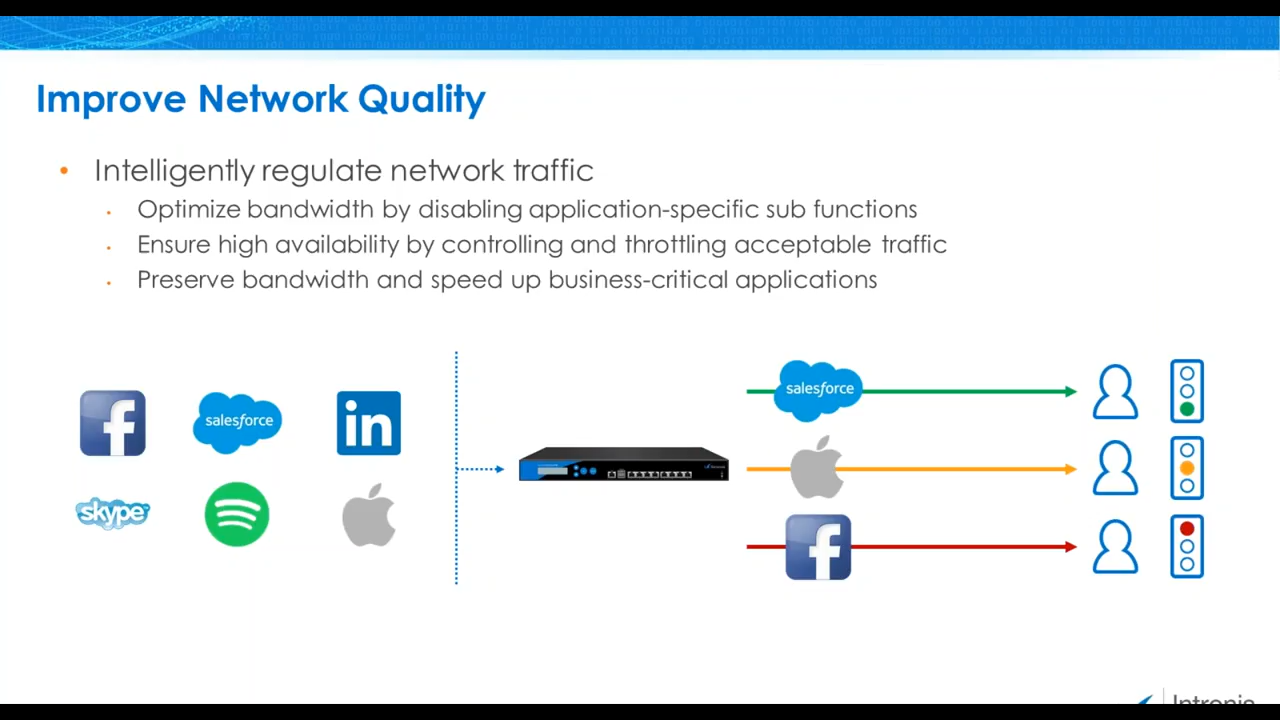 Improve Network Quality
• Intelligently regulate network traffic
• Optimize bandwidth by disabling application-specific sub functions
• Ensure high availability by controlling and throttling acceptable traffic
• Preserve bandwidth and speed up business-critical applications
salesforce
in
salesforce
f
skype
f